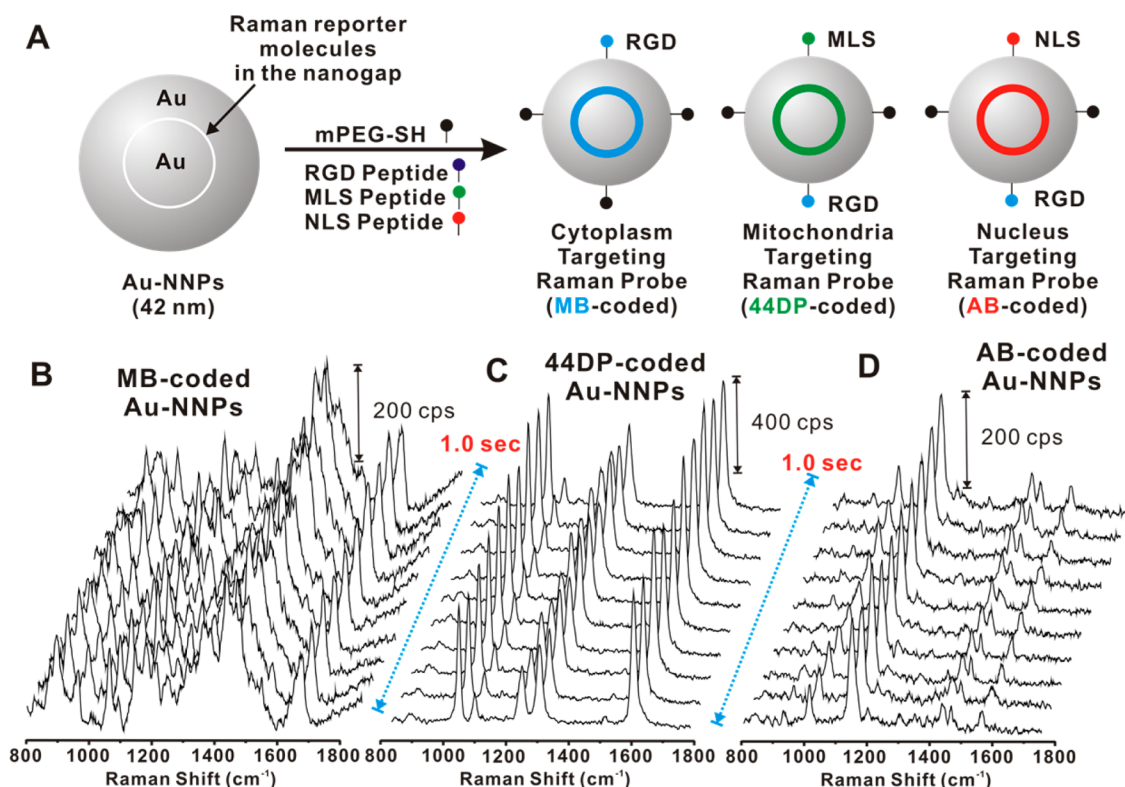 A
Raman reporter
molecules
in the nanogap
Au
Au
Au-NNPs
(42 nm)
mPEG-SH
RGD Peptide
MLS Peptide
NLS Peptide
RGD
Cytoplasm
Targeting
Raman Probe
(MB-coded)
MLS
RGD
Mitochondria
Targeting
Raman Probe
(44DP-coded)
NLS
RGD
Nucleus
Targeting
Raman Probe
(AB-coded)
B
MB-coded
Au-NNPs
200 cps
1.0 sec
800 1000 1200 1400 1600 1800
Raman Shift (cm⁻¹)
C
44DP-coded
Au-NNPs
400 cps
1.0 sec
800 1000 1200 1400 1600 1800
Raman Shift (cm⁻¹)
D
AB-coded
Au-NNPs
200 cps
800 1000 1200 1400 1600 1800
Raman Shift (cm⁻¹)